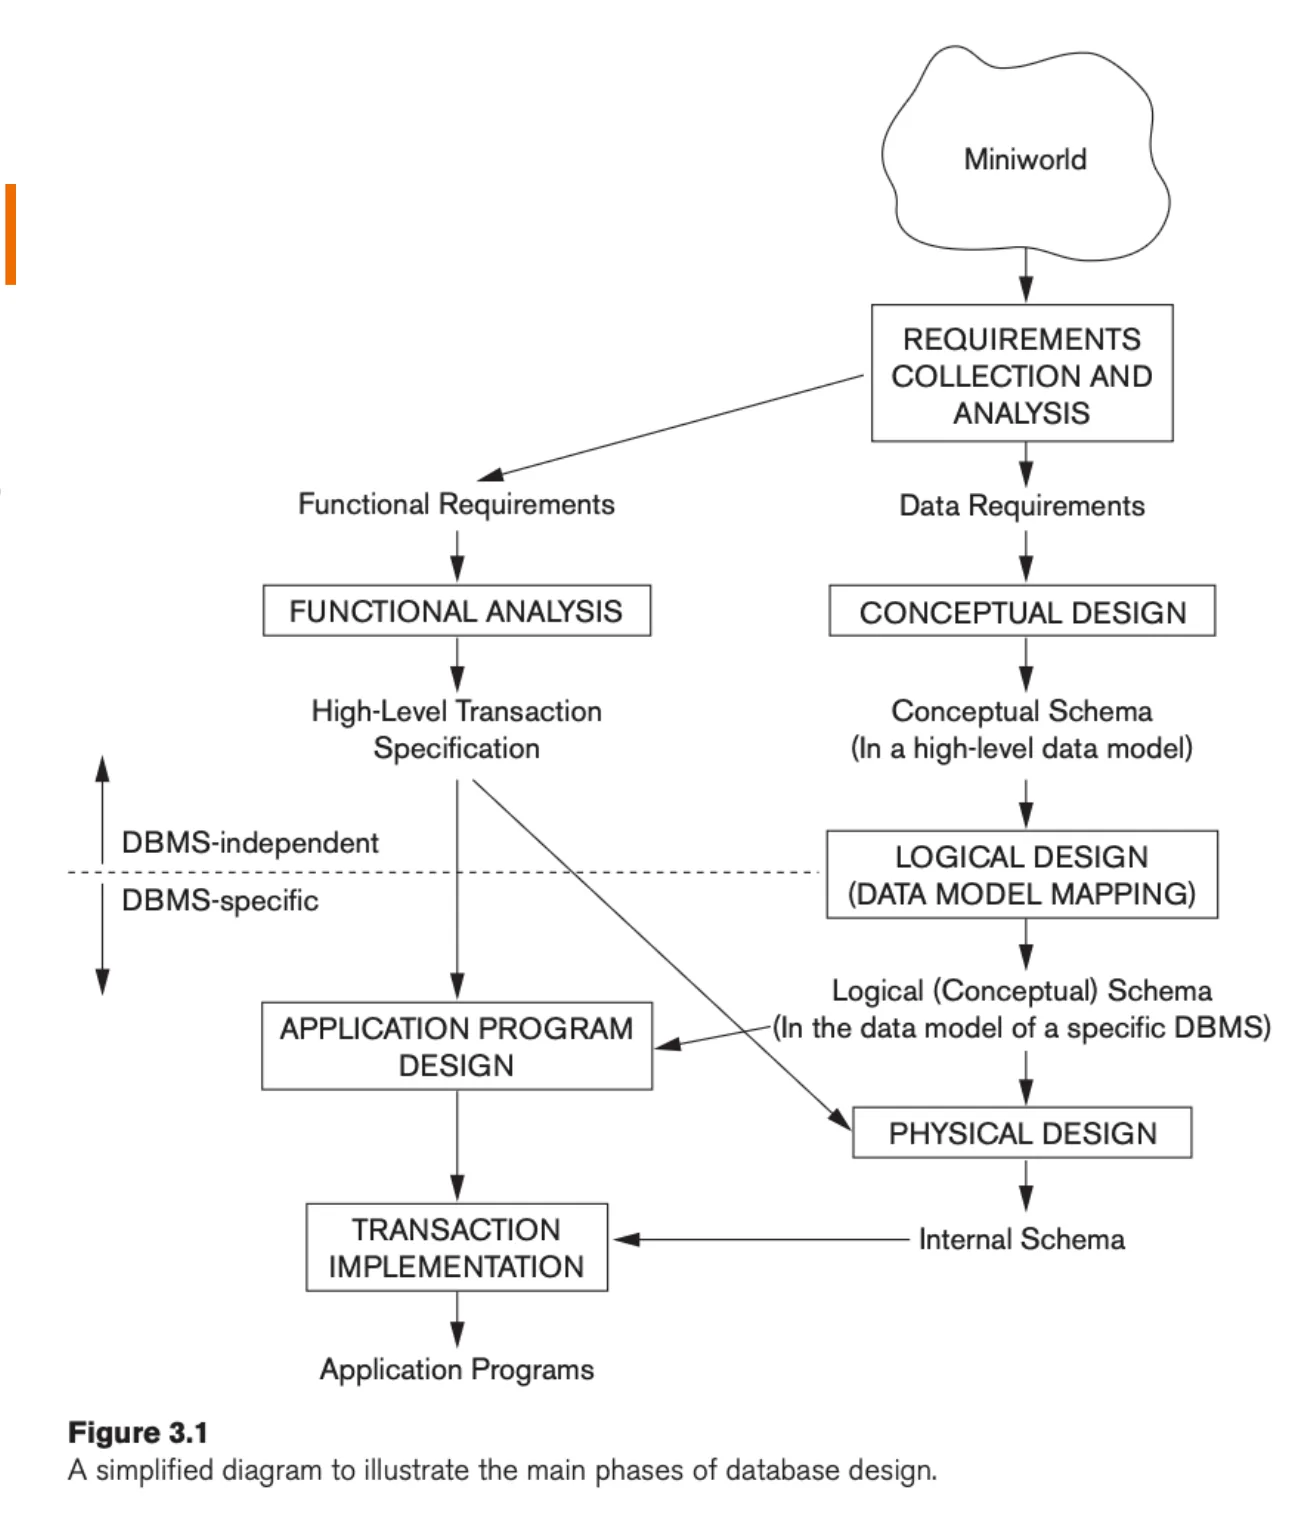 Miniworld
REQUIREMENTS
COLLECTION AND
ANALYSIS
Functional Requirements
Data Requirements
FUNCTIONAL ANALYSIS
CONCEPTUAL DESIGN
High-Level Transaction
Specification
Conceptual Schema
(In a high-level data model)
DBMS-independent
DBMS-specific
LOGICAL DESIGN
(DATA MODEL MAPPING)
Logical (Conceptual) Schema
(In the data model of a specific DBMS)
APPLICATION PROGRAM
DESIGN
PHYSICAL DESIGN
TRANSACTION
IMPLEMENTATION
Internal Schema
Application Programs
Figure 3.1
A simplified diagram to illustrate the main phases of database design.